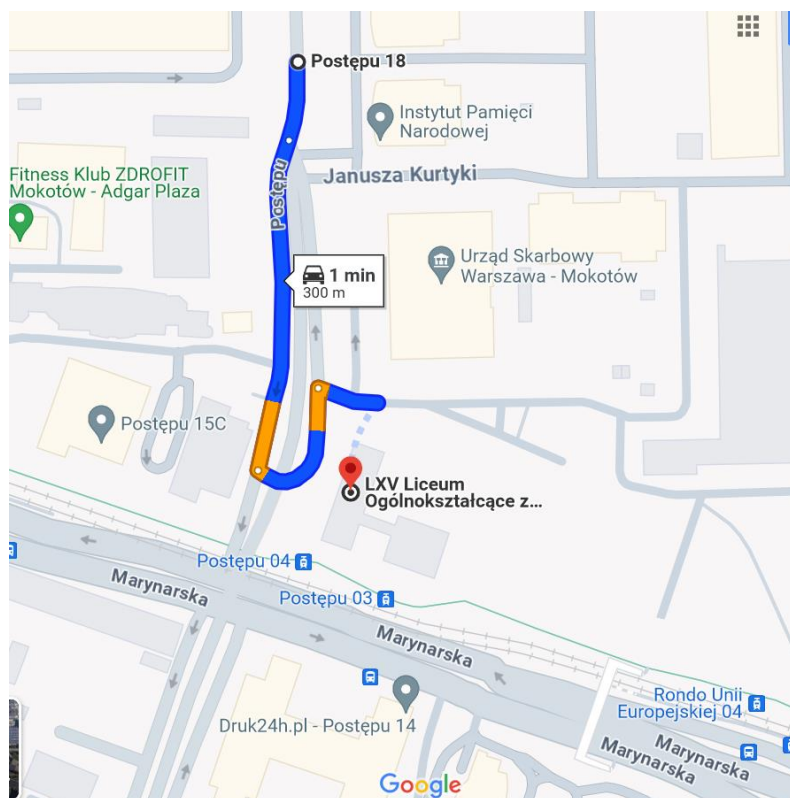 Postępu 18
Instytut Pamięci
Narodowej
Janusza Kurtyki
Postępu
Fitness Klub ZDROFIT
Mokotów - Adgar Plaza
Urząd Skarbowy
Warszawa - Mokotów
1 min
300 m
Postępu 15C
LXV Liceum
Ogólnokształcące z...
Postępu 04
Marynarska
Postępu 03
Marynarska
Rondo Unii
Europejskiej 04
Druk24h.pl - Postępu 14
Marynarska
Marynarska
Google